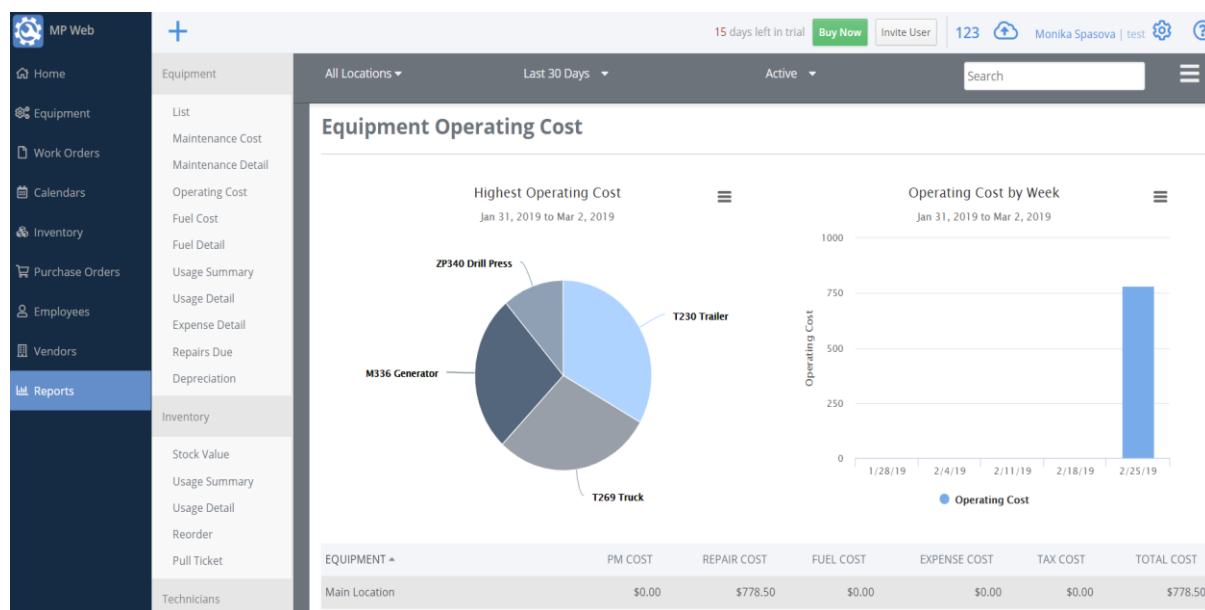 MP Web
15 days left in trial Buy Now Invite User 123 Monika Spasova | test
Home
Equipment
Work Orders
Calendars
Inventory
Purchase Orders
Employees
Vendors
Reports
Equipment
List
Maintenance Cost
Maintenance Detail
Operating Cost
Fuel Cost
Fuel Detail
Usage Summary
Usage Detail
Expense Detail
Repairs Due
Depreciation
Inventory
Stock Value
Usage Summary
Usage Detail
Reorder
Pull Ticket
Technicians
All Locations Last 30 Days Active Search
Equipment Operating Cost
Highest Operating Cost
Jan 31, 2019 to Mar 2, 2019
ZP340 Drill Press
T230 Trailer
M336 Generator
T269 Truck
Operating Cost by Week
Jan 31, 2019 to Mar 2, 2019
1000
750
500
250
0
Operating Cost
1/28/19 2/4/19 2/11/19 2/18/19 2/25/19
Operating Cost
EQUIPMENT PM COST REPAIR COST FUEL COST EXPENSE COST TAX COST TOTAL COST
Main Location $0.00 $778.50 $0.00 $0.00 $0.00 $778.50